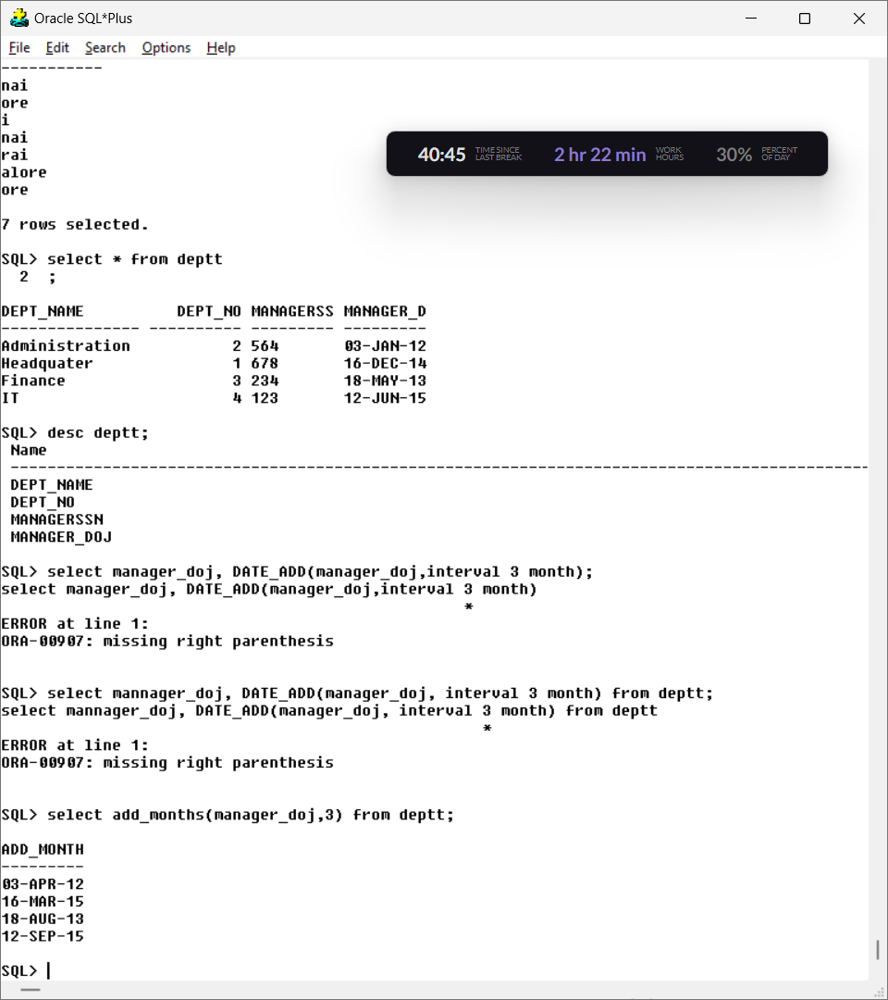 Oracle SQL*Plus
File Edit Search Options Help
-----------
nai
ore
i
nai
rai
alore
ore
40:45 TIME SINCE LAST BREAK 2 hr 22 min WORK HOURS 30% PERCENT OF DAY
7 rows selected.
SQL> select * from deptt
  2  ;
DEPT_NAME          DEPT_NO MANAGERSS MANAGER_D
--------------- ---------- --------- ---------
Administration           2 564       03-JAN-12
Headquater               1 678       16-DEC-14
Finance                  3 234       18-MAY-13
IT                       4 123       12-JUN-15
SQL> desc deptt;
 Name
 ---------------------------------------------------------------------------------------------
 DEPT_NAME
 DEPT_NO
 MANAGERSSN
 MANAGER_DOJ
SQL> select manager_doj, DATE_ADD(manager_doj,interval 3 month);
select manager_doj, DATE_ADD(manager_doj,interval 3 month)
                                                  *
ERROR at line 1:
ORA-00907: missing right parenthesis
SQL> select mannager_doj, DATE_ADD(manager_doj, interval 3 month) from deptt;
select mannager_doj, DATE_ADD(manager_doj, interval 3 month) from deptt
                                                    *
ERROR at line 1:
ORA-00907: missing right parenthesis
SQL> select add_months(manager_doj,3) from deptt;
ADD_MONTH
---------
03-APR-12
16-MAR-15
18-AUG-13
12-SEP-15
SQL>